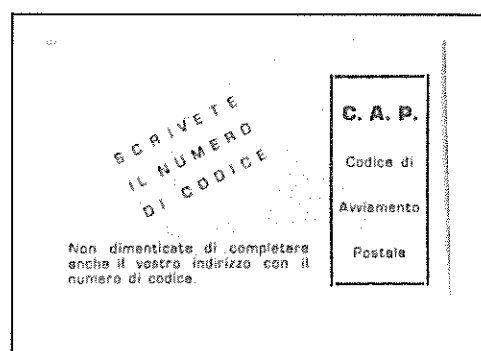 SCRIVETE
IL NUMERO
DI CODICE
Non dimenticate di completare
anche il vostro indirizzo con il
numero di codice.
C. A. P.
Codice di
Avviamento
Postale